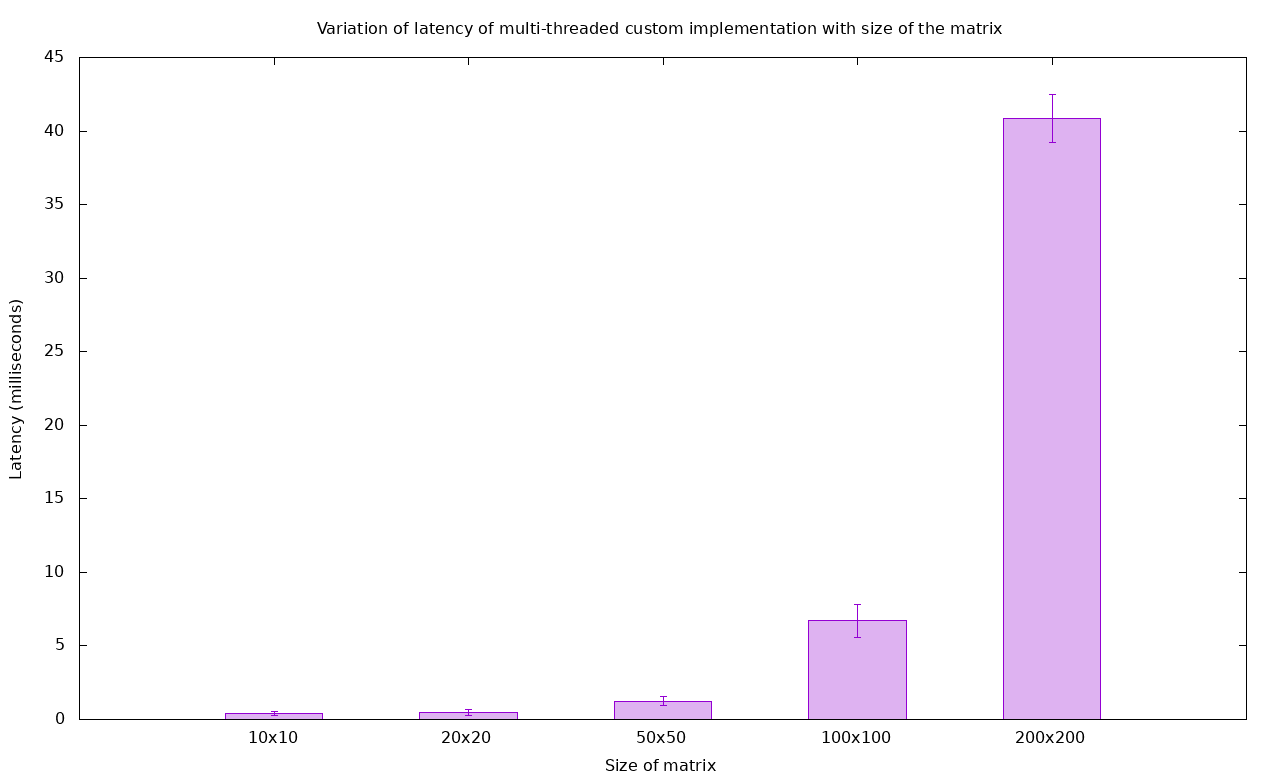 Variation of latency of multi-threaded custom implementation with size of the matrix
45
40
35
30
25
20
15
10
5
0
Latency (milliseconds)
10x10 20x20 50x50 100x100 200x200
Size of matrix